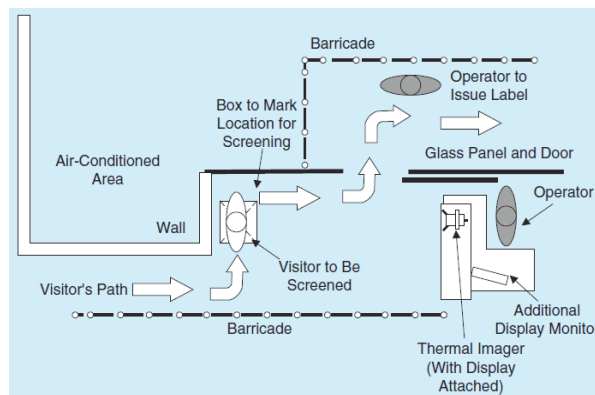 Barricade
Operator to
Issue Label
Box to Mark
Location for
Screening
Air-Conditioned
Area
Glass Panel and Door
Wall
Operator
Visitor's Path
Visitor to Be
Screened
Barricade
Additional
Display Monito
Thermal Imager
(With Display
Attached)